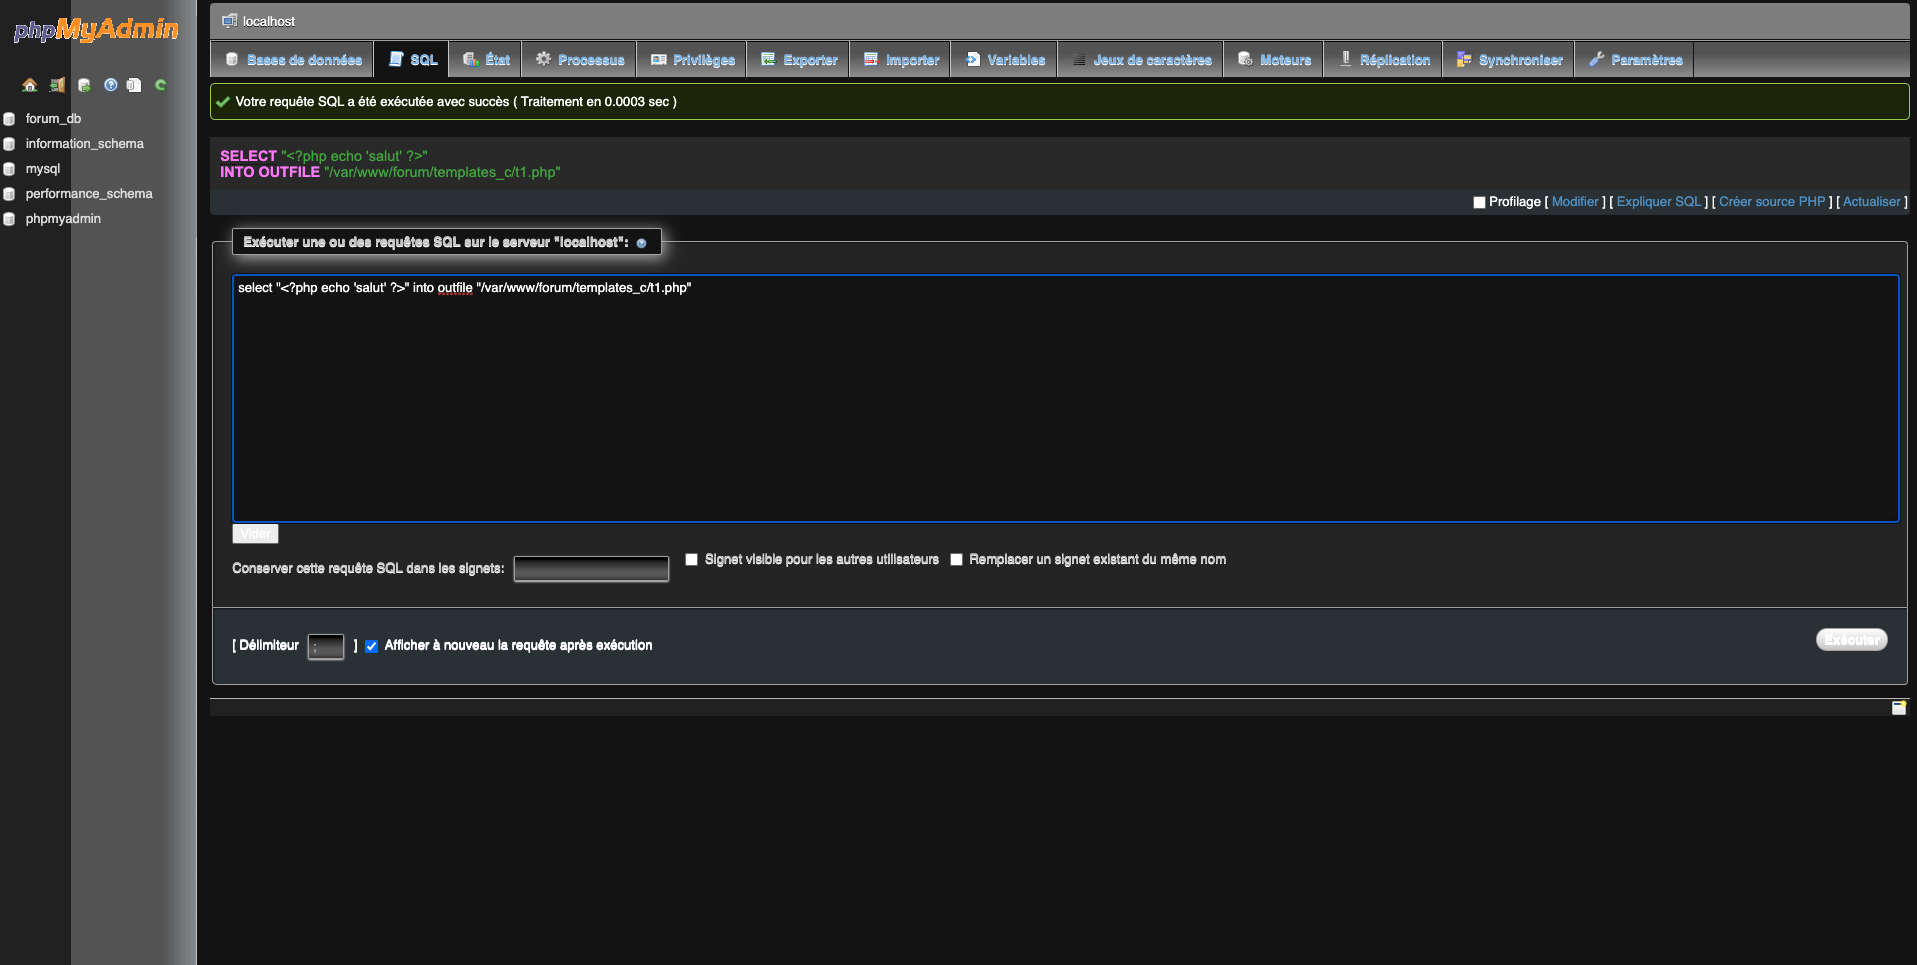 phpMyAdmin
localhost
Bases de données
SQL
État
Processus
Privilèges
Exporter
Importer
Variables
Jeux de caractères
Moteurs
Réplication
Synchroniser
Paramètres
forum_db
information_schema
mysql
performance_schema
phpmyadmin
Votre requête SQL a été exécutée avec succès ( Traitement en 0.0003 sec )
SELECT "<?php echo 'salut' ?>"
INTO OUTFILE "/var/www/forum/templates_c/t1.php"
Profilage [ Modifier ] [ Expliquer SQL ] [ Créer source PHP ] [ Actualiser ]
Exécuter une ou des requêtes SQL sur le serveur "localhost":
select "<?php echo 'salut' ?>" into outfile "/var/www/forum/templates_c/t1.php"
Vider
Conserver cette requête SQL dans les signets:
Signet visible pour les autres utilisateurs
Remplacer un signet existant du même nom
[ Délimiteur ; ] Afficher à nouveau la requête après exécution
Exécuter